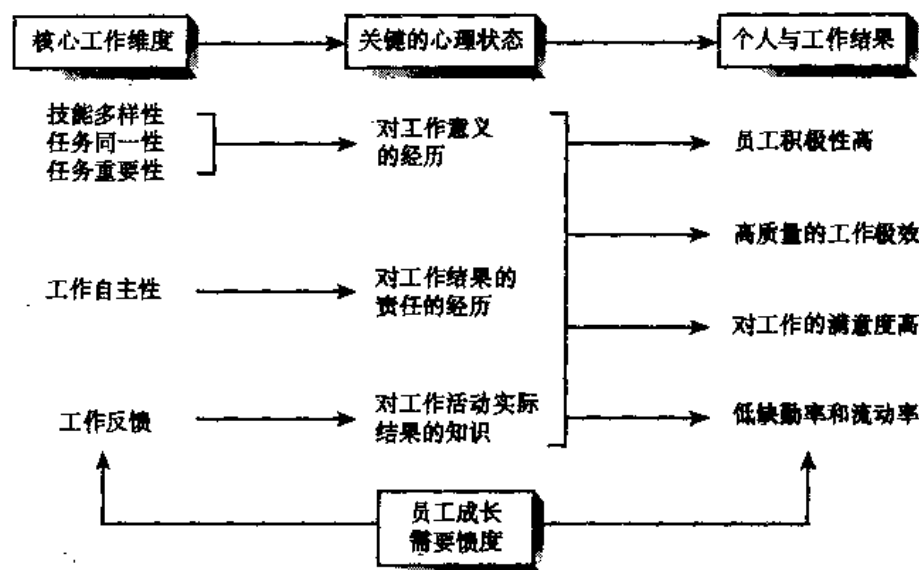 核心工作维度
关键的心理状态
个人与工作结果
技能多样性
任务同一性
任务重要性
对工作意义
的经历
员工积极性高
高质量的工作极效
工作自主性
对工作结果的
责任的经历
对工作的满意度高
工作反馈
对工作活动实际
结果的知识
低缺勤率和流动率
员工成长
需要愦度